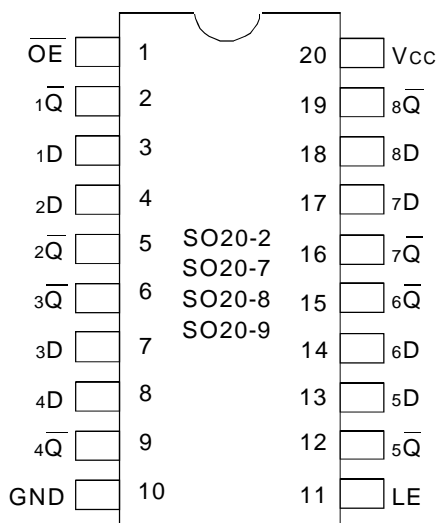 O̅E̅ 1 20 Vcc
1Q̅ 2 19 8Q̅
1D 3 18 8D
2D 4 17 7D
2Q̅ 5 SO20-2 16 7Q̅
SO20-7
3Q̅ 6 SO20-8 15 6Q̅
SO20-9
3D 7 14 6D
4D 8 13 5D
4Q̅ 9 12 5Q̅
GND 10 11 LE